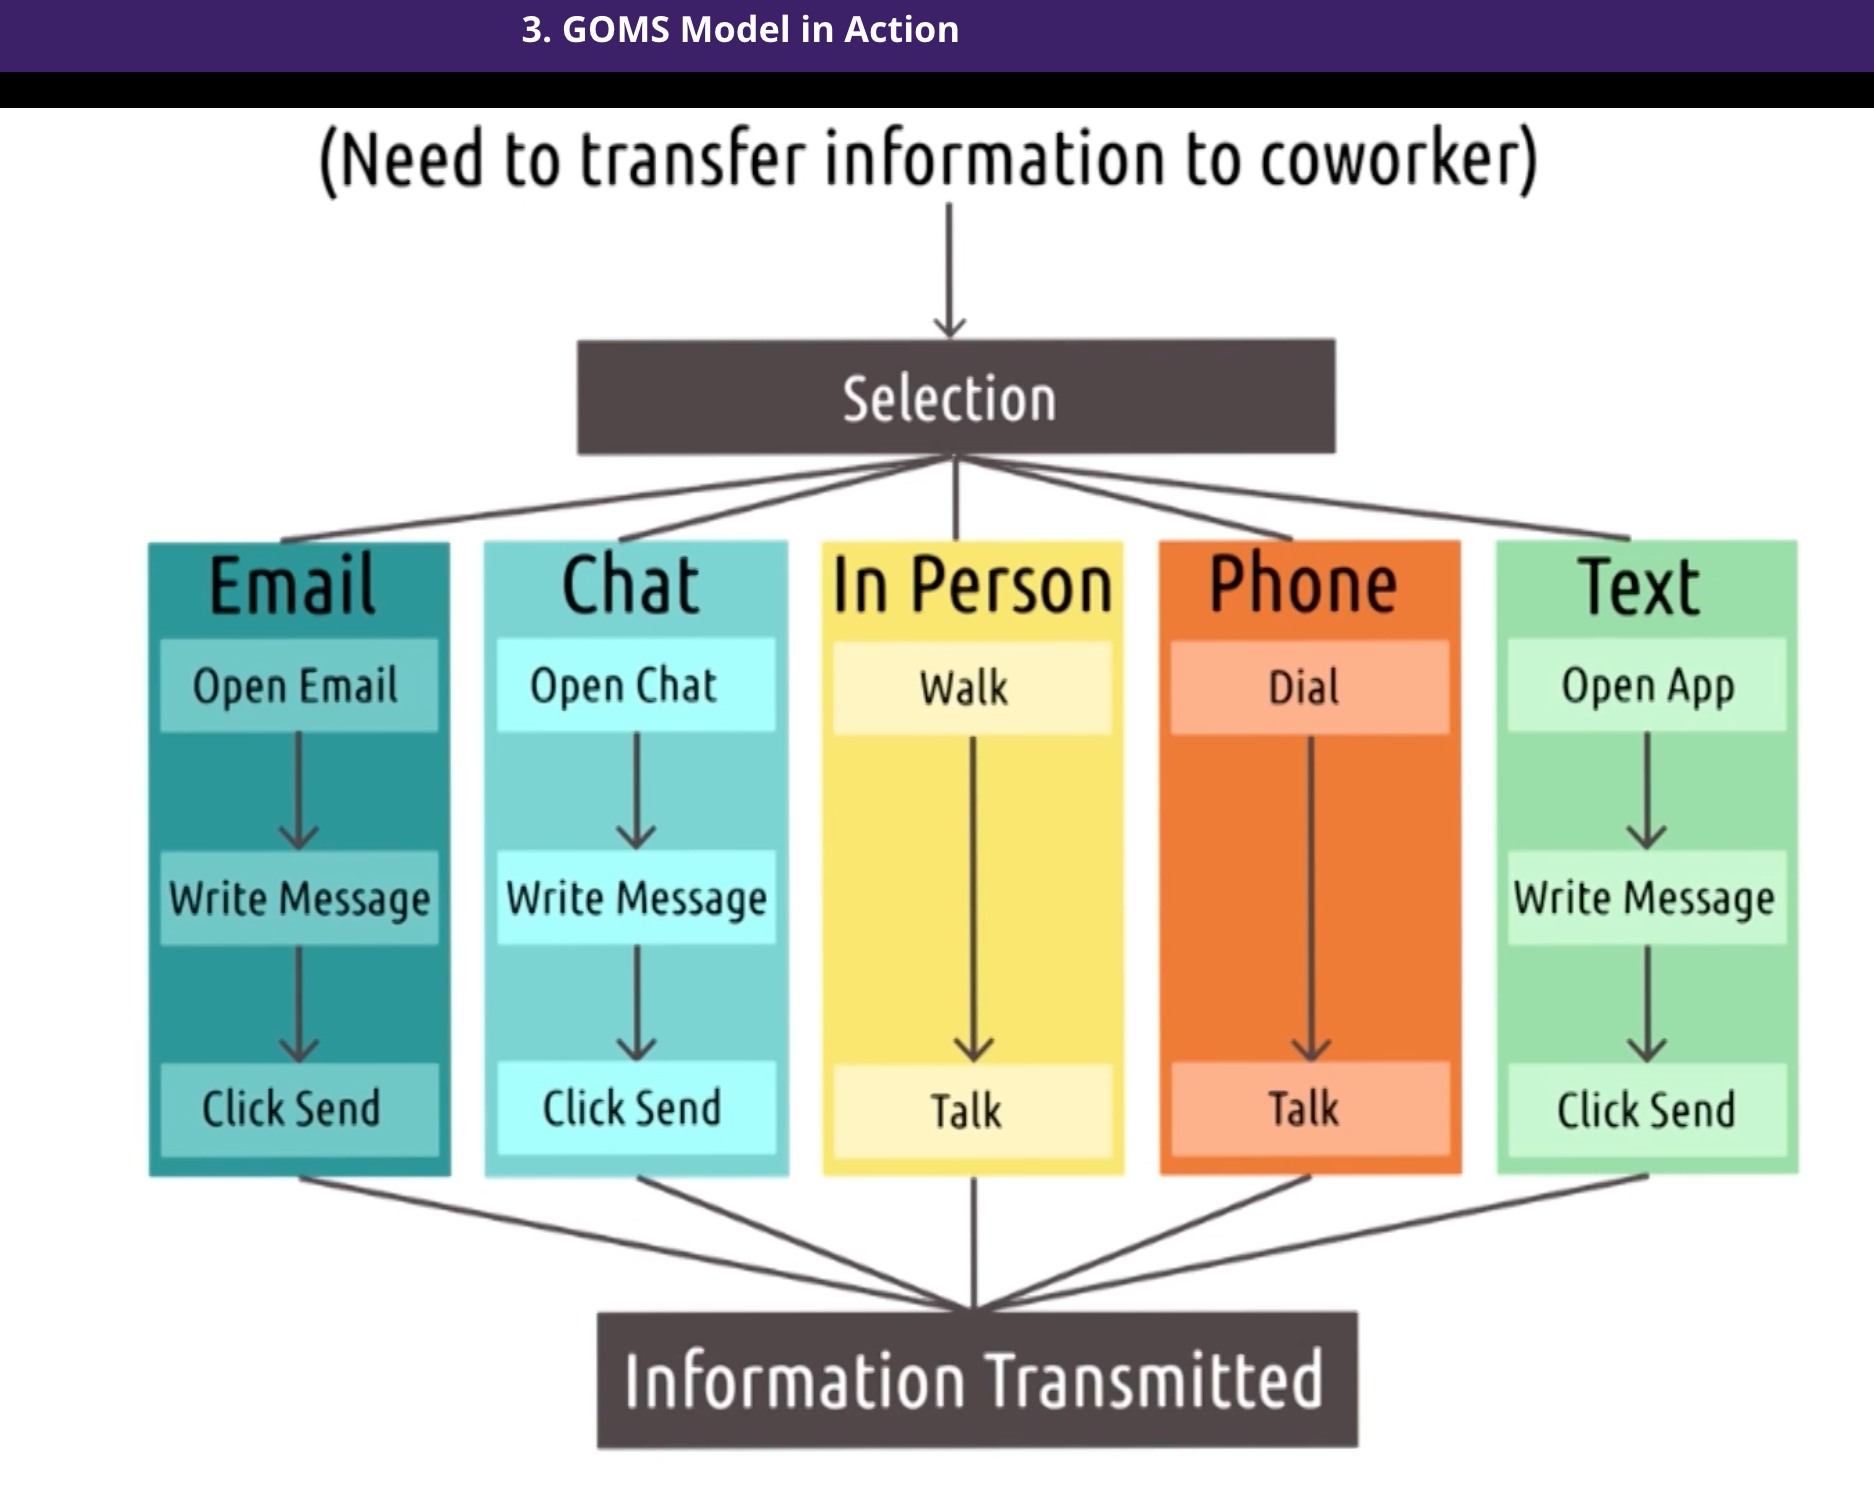 3. GOMS Model in Action
(Need to transfer information to coworker)
Selection
Email
Open Email
Write Message
Click Send
Chat
Open Chat
Write Message
Click Send
In Person
Walk
Talk
Phone
Dial
Talk
Text
Open App
Write Message
Click Send
Information Transmitted